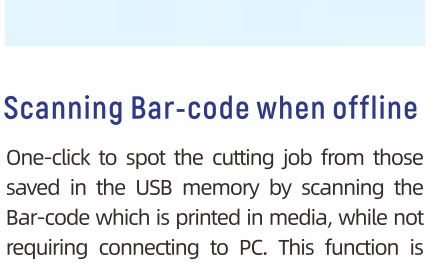 Scanning Bar-code when offline
One-click to spot the cutting job from those
saved in the USB memory by scanning the
Bar-code which is printed in media, while not
requiring connecting to PC. This function is